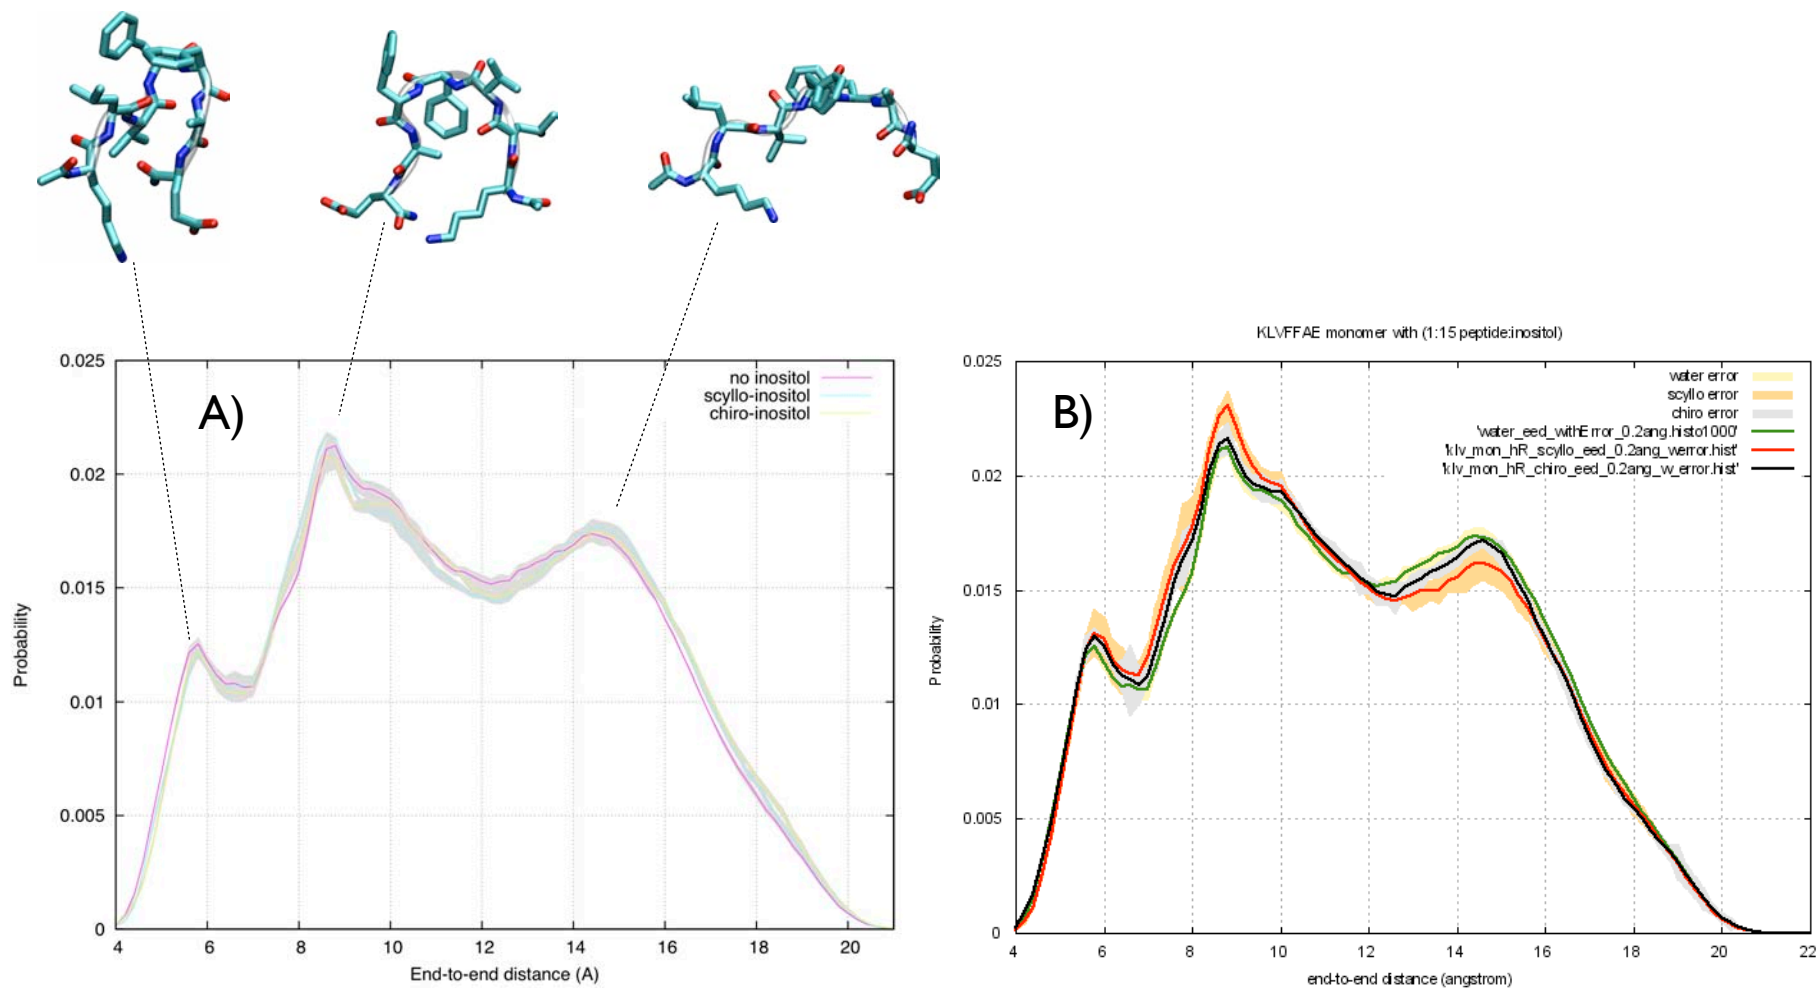 A)
no inositol
scyllo-inositol
chiro-inositol
0.025
0.02
0.015
0.01
0.005
0
Probability
4 6 8 10 12 14 16 18 20
End-to-end distance (A)
KLVFFAE monomer with (1:15 peptide:inositol)
B)
water error
scyllo error
chiro error
'water_eed_withError_0.2ang.histo1000'
'klv_mon_hR_scyllo_eed_0.2ang_werror.hist'
'klv_mon_hR_chiro_eed_0.2ang_w_error.hist'
0.025
0.02
0.015
0.01
0.005
0
Probability
4 6 8 10 12 14 16 18 20 22
end-to-end distance (angstrom)